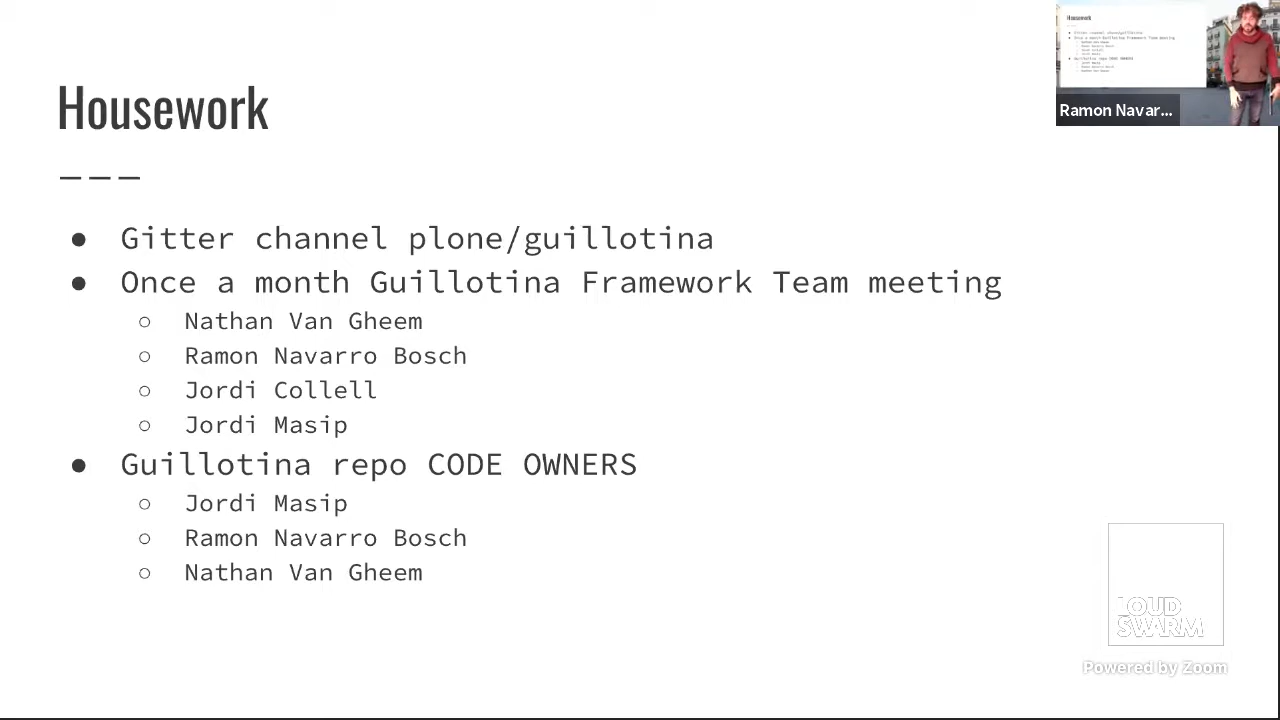 Housework
● Gitter channel plone/guillotina
● Once a month Guillotina Framework Team meeting
○ Nathan Van Gheem
○ Ramon Navarro Bosch
○ Jordi Collell
○ Jordi Masip
● Guillotina repo CODE OWNERS
○ Jordi Masip
○ Ramon Navarro Bosch
○ Nathan Van Gheem
Housework
Ramon Navar...
LOUD
SWARM
Powered by Zoom